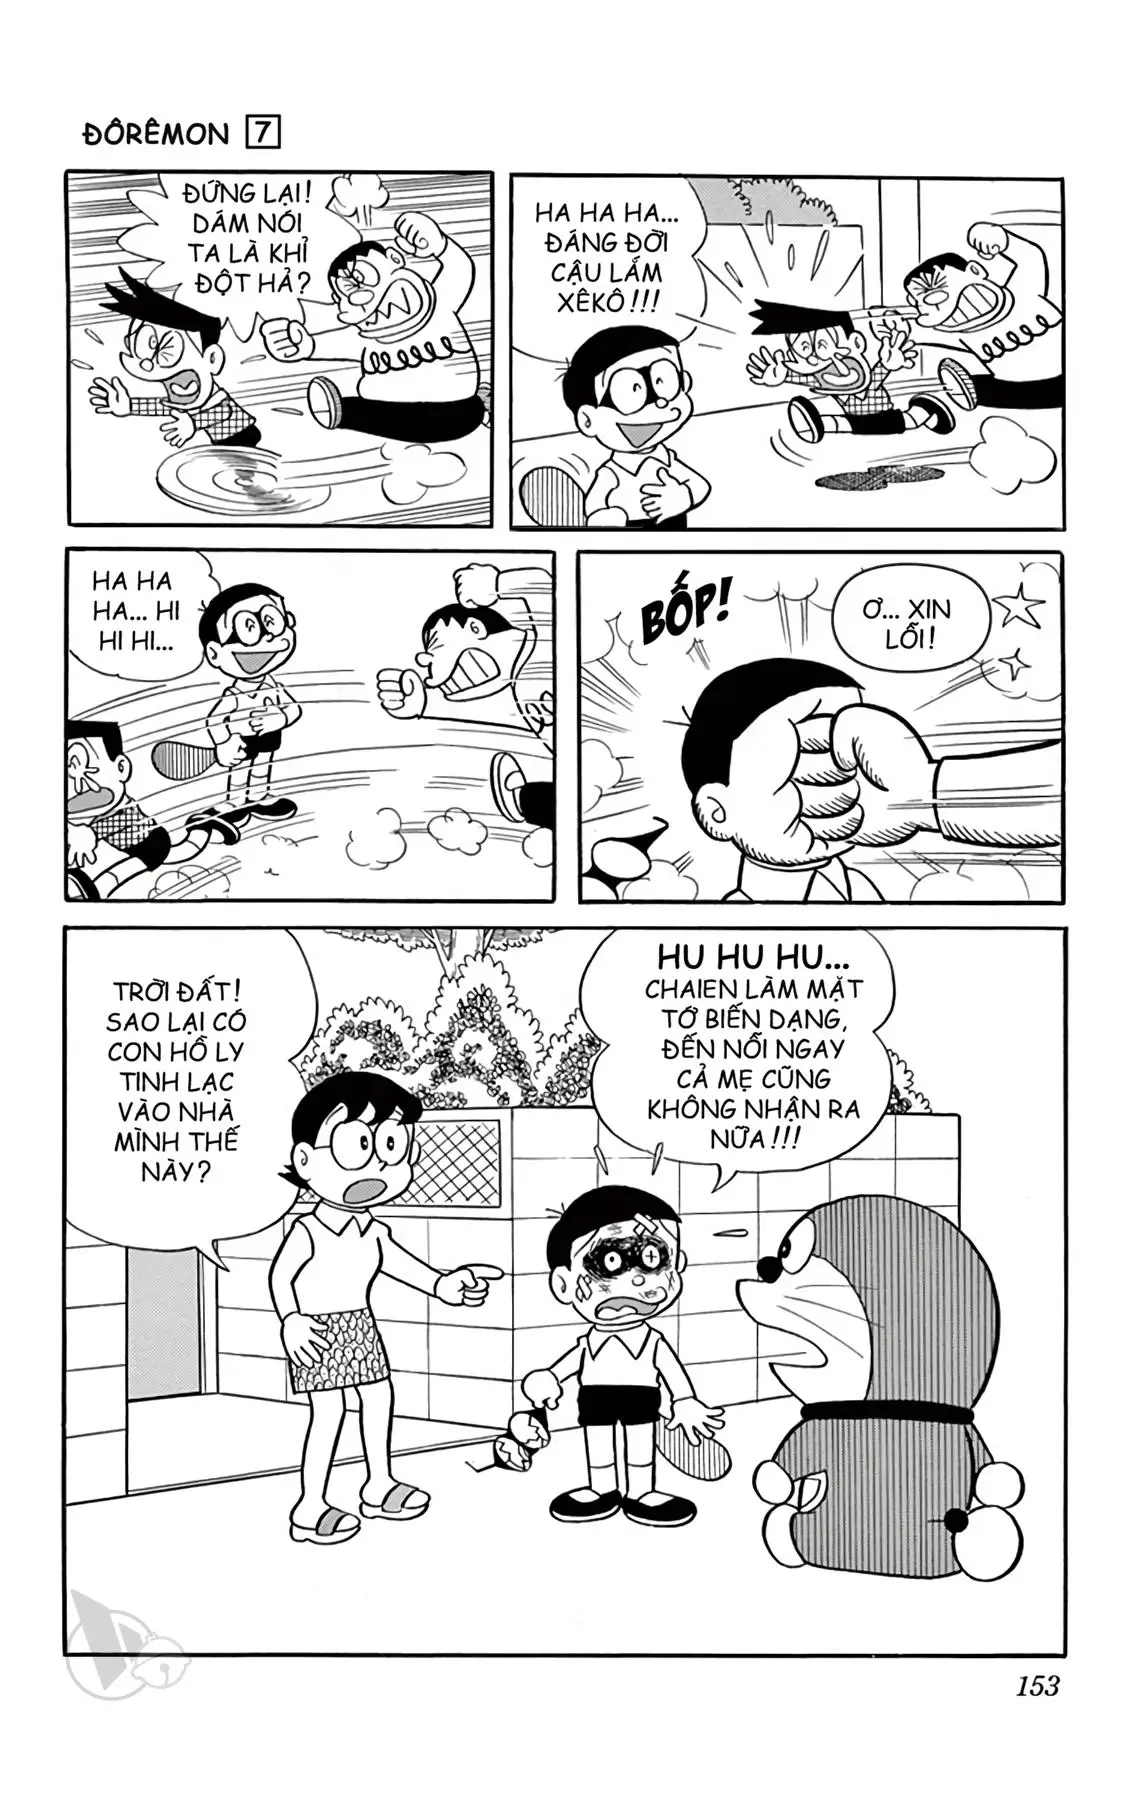 ĐÔRÊMON 7
ĐỨNG LẠI!
DÁM NÓI
TA LÀ KHỈ
ĐỘT HẢ?
HA HA HA...
ĐÁNG ĐỜI
CẬU LẮM
XÊKÔ!!!
HA HA
HA... HI
HI HI...
BỐP!
Ơ... XIN
LỖI!
TRỜI ĐẤT!
SAO LẠI CÓ
CON HỒ LY
TINH LẠC
VÀO NHÀ
MÌNH THẾ
NÀY?
HU HU HU...
CHAIEN LÀM MẶT
TỚ BIẾN DẠNG,
ĐẾN NỖI NGAY
CẢ MẸ CŨNG
KHÔNG NHẬN RA
NỮA!!!
153